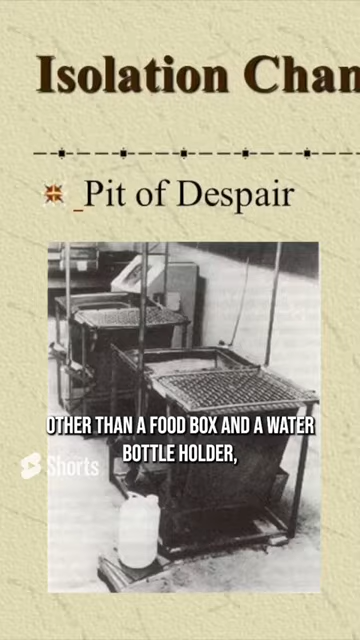 Isolation Chan
Pit of Despair
OTHER THAN A FOOD BOX AND A WATER
BOTTLE HOLDER,
Shorts